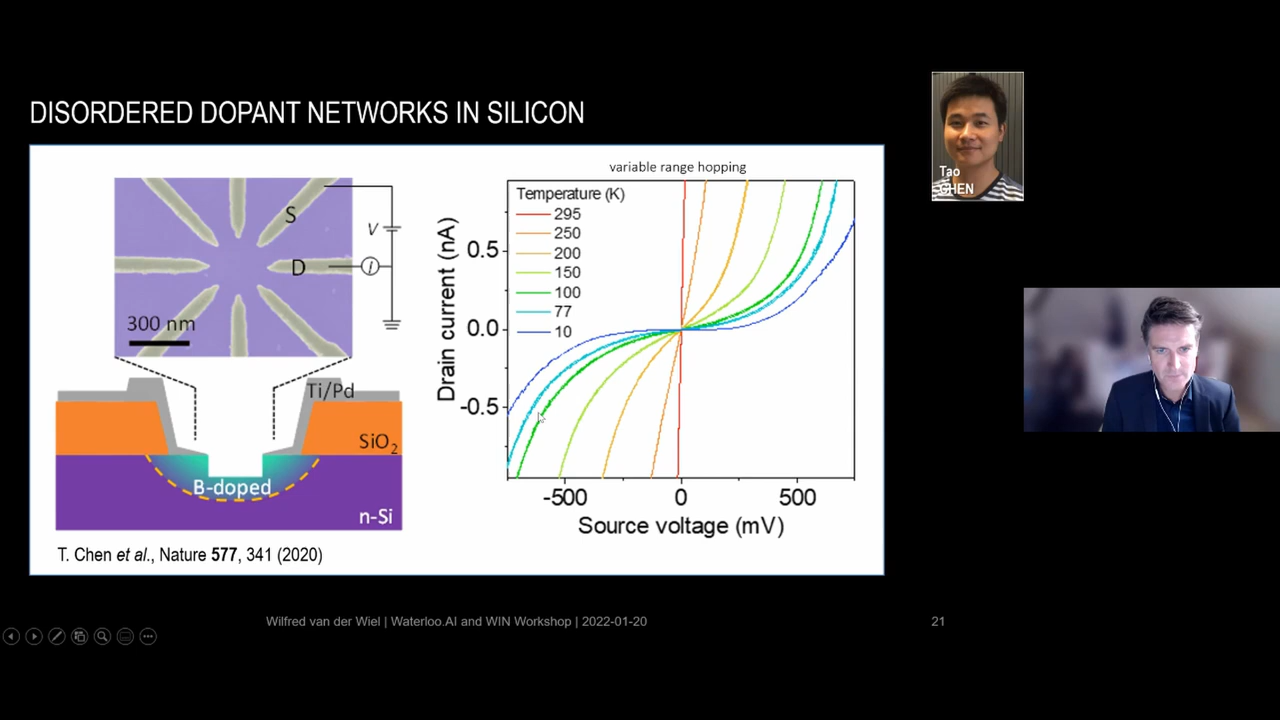 DISORDERED DOPANT NETWORKS IN SILICON
S
V
D
I
300 nm
Ti/Pd
SiO2
B-doped
n-Si
T. Chen et al., Nature 577, 341 (2020)
variable range hopping
Temperature (K)
295
250
200
150
100
77
10
Drain current (nA)
0.5
0.0
-0.5
-500
0
500
Source voltage (mV)
Tao
CHEN
Wilfred van der Wiel | Waterloo.AI and WIN Workshop | 2022-01-20
21